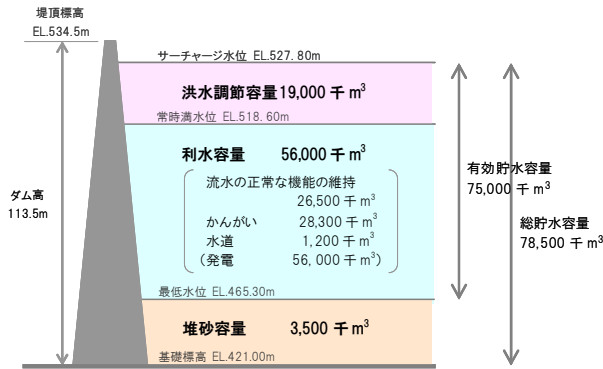 堤頂標高
EL.534.5m
サーチャージ水位 EL.527.80m
洪水調節容量19,000 千 m³
常時満水位 EL.518.60m
利水容量 56,000 千 m³
流水の正常な機能の維持
26,500 千 m³
かんがい 28,300 千 m³
水道 1,200 千 m³
（発電 56,000 千 m³）
最低水位 EL.465.30m
堆砂容量 3,500 千 m³
基礎標高 EL.421.00m
ダム高
113.5m
有効貯水容量
75,000 千 m³
総貯水容量
78,500 千 m³